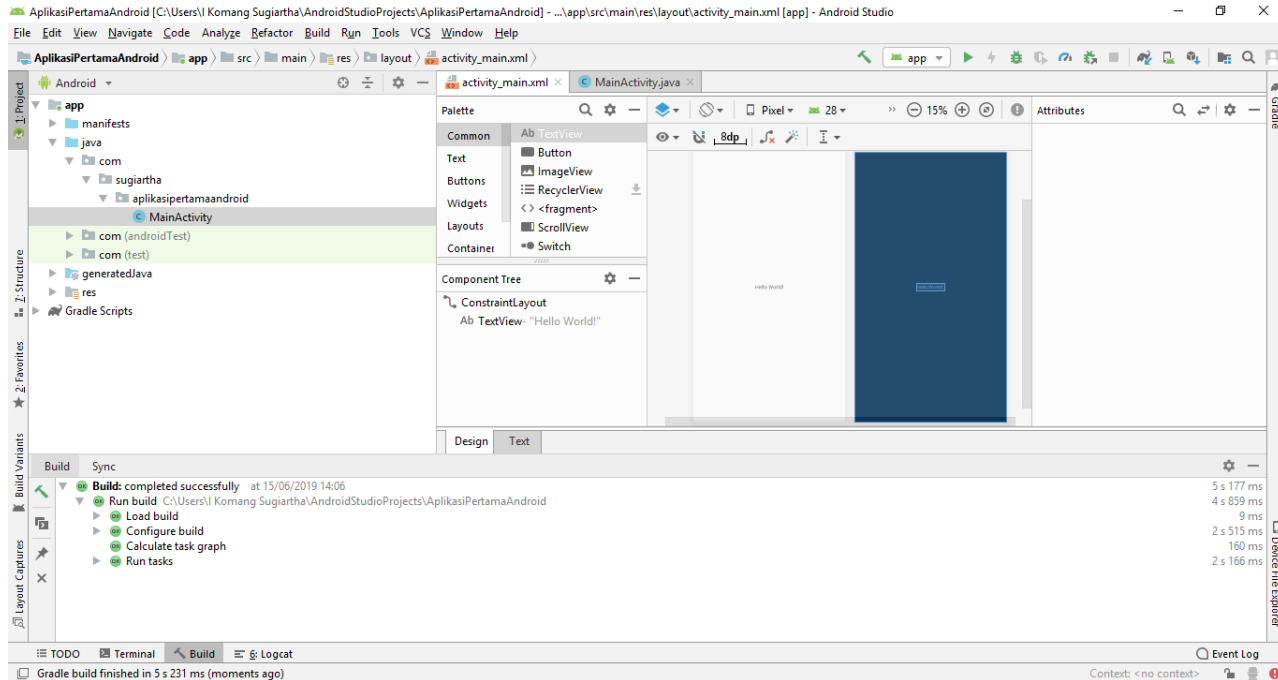 AplikasiPertamaAndroid [C:\Users\I Komang Sugiartha\AndroidStudioProjects\AplikasiPertamaAndroid] - ...\app\src\main\res\layout\activity_main.xml [app] - Android Studio
File Edit View Navigate Code Analyze Refactor Build Run Tools VCS Window Help
AplikasiPertamaAndroid app src main res layout activity_main.xml
app
Android
activity_main.xml
MainActivity.java
1: Project
app
manifests
java
com
sugiartha
aplikasipertamaandroid
MainActivity
com (androidTest)
com (test)
generatedJava
res
Gradle Scripts
Palette
Common
Text
Buttons
Widgets
Layouts
Container
Ab TextView
Button
ImageView
RecyclerView
<> <fragment>
ScrollView
Switch
Component Tree
ConstraintLayout
Ab TextView - "Hello World!"
Pixel
28
15%
8dp
Hello World!
Hello World!
Attributes
Gradle
Design Text
Z: Structure
2: Favorites
Build Variants
Layout Captures
Build Sync
Build: completed successfully at 15/06/2019 14:06 5 s 177 ms
Run build C:\Users\I Komang Sugiartha\AndroidStudioProjects\AplikasiPertamaAndroid 4 s 859 ms
Load build 9 ms
Configure build 2 s 515 ms
Calculate task graph 160 ms
Run tasks 2 s 166 ms
Device File Explorer
TODO Terminal Build 6: Logcat Event Log
Gradle build finished in 5 s 231 ms (moments ago) Context: <no context>